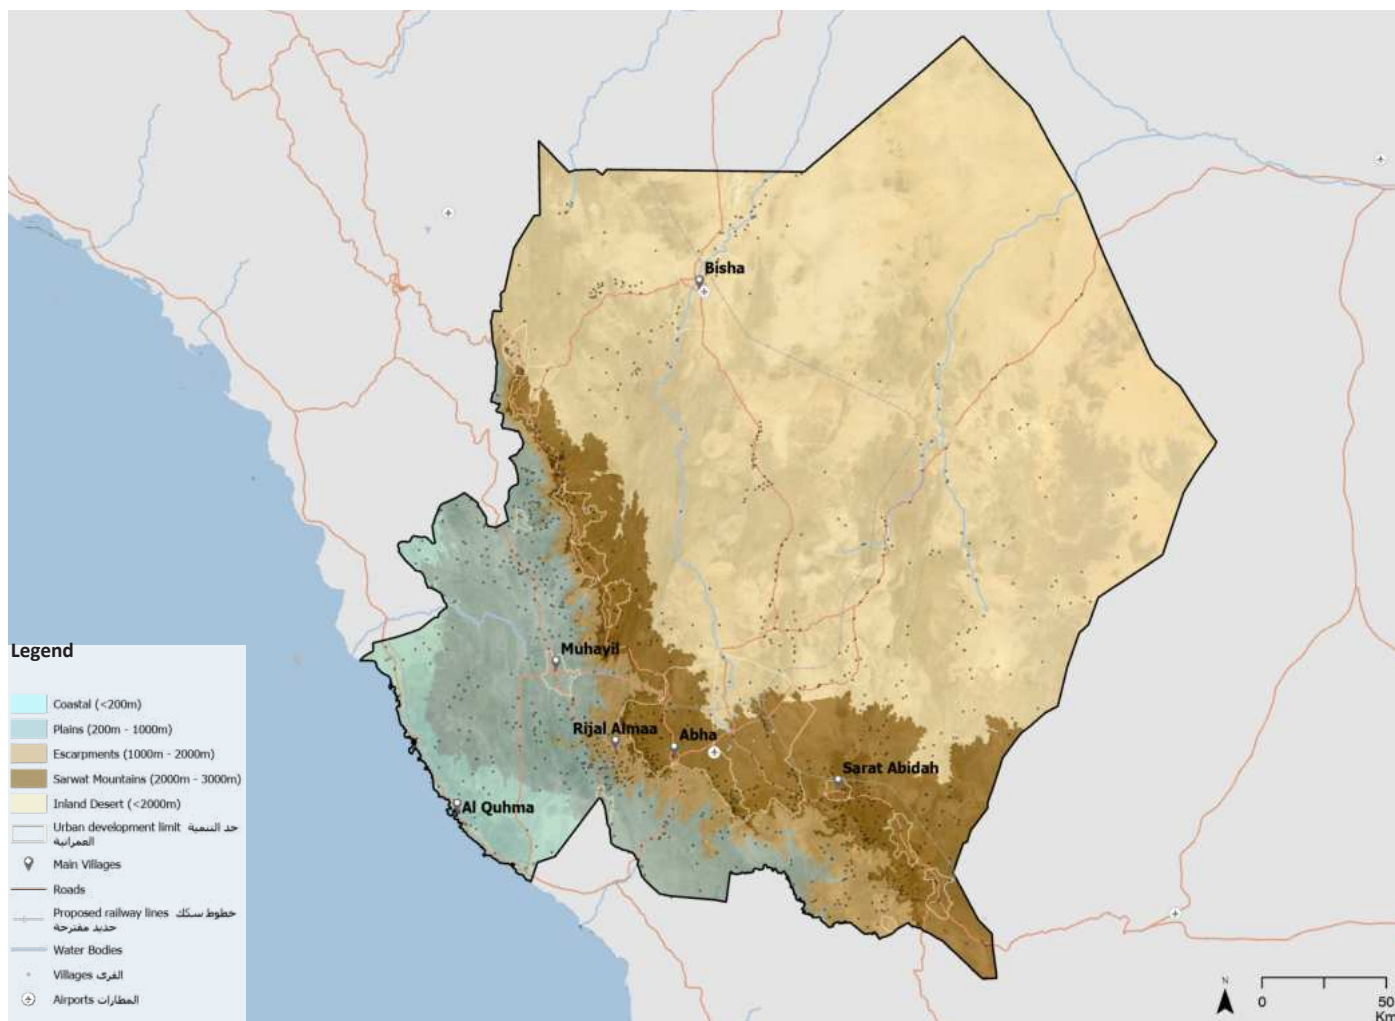 Bisha
Muhayil
Rijal Almaa
Abha
Sarat Abidah
Al Quhma
Legend
Coastal (<200m)
Plains (200m - 1000m)
Escarpments (1000m - 2000m)
Sarwat Mountains (2000m - 3000m)
Inland Desert (<2000m)
Urban development limit حد التنمية
العمرانية
Main Villages
Roads
Proposed railway lines خطوط سكك
حديد مقترحة
Water Bodies
Villages القرى
Airports المطارات
N
0 50
Km